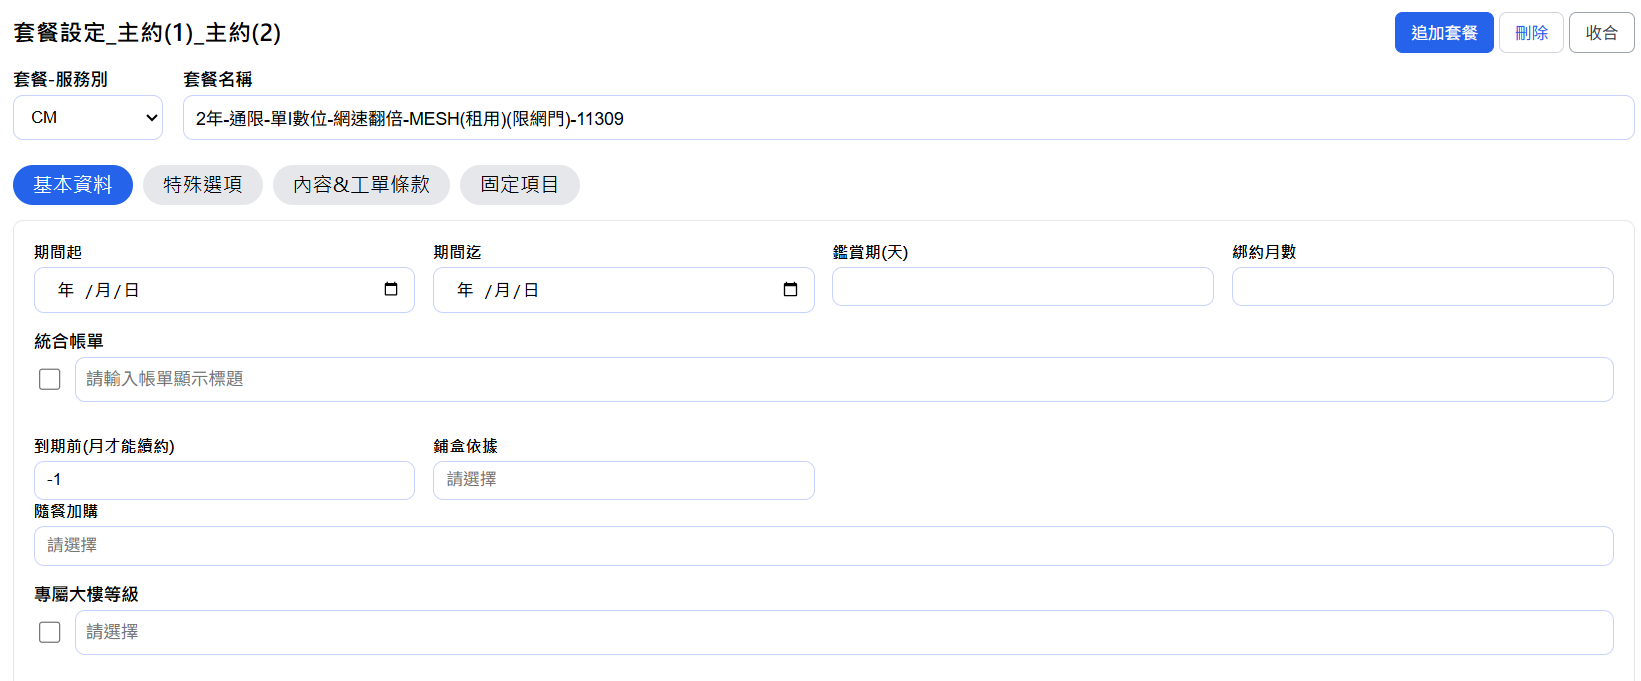 套餐設定_主約(1)_主約(2)
追加套餐 刪除 收合
套餐-服務別 套餐名稱
CM 2年-通限-單I數位-網速翻倍-MESH(租用)(限網門)-11309
基本資料 特殊選項 內容&工單條款 固定項目
期間起 期間迄 鑑賞期(天) 綁約月數
年 /月/日 年 /月/日
統合帳單
請輸入帳單顯示標題
到期前(月才能續約) 鋪盒依據
-1 請選擇
隨餐加購
請選擇
專屬大樓等級
請選擇